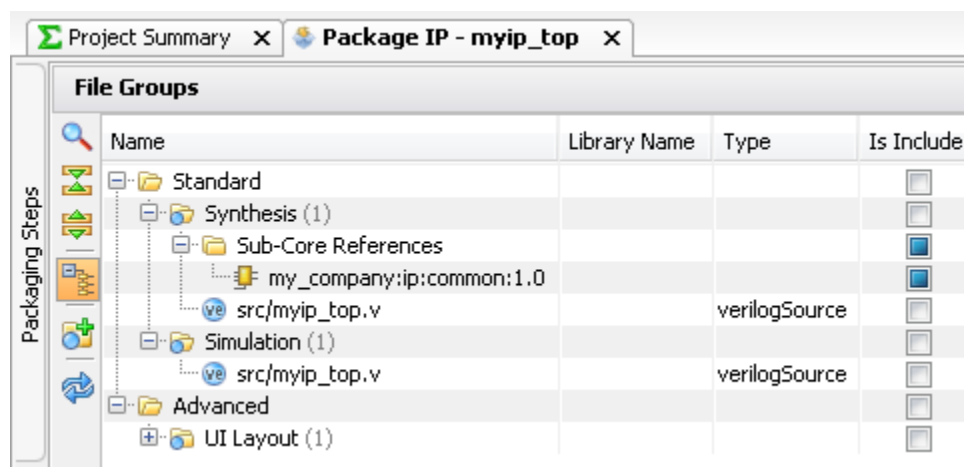 Project Summary Package IP - myip_top
File Groups
Packaging Steps
Name Library Name Type Is Include
Standard
Synthesis (1)
Sub-Core References
my_company:ip:common:1.0
src/myip_top.v verilogSource
Simulation (1)
src/myip_top.v verilogSource
Advanced
UI Layout (1)